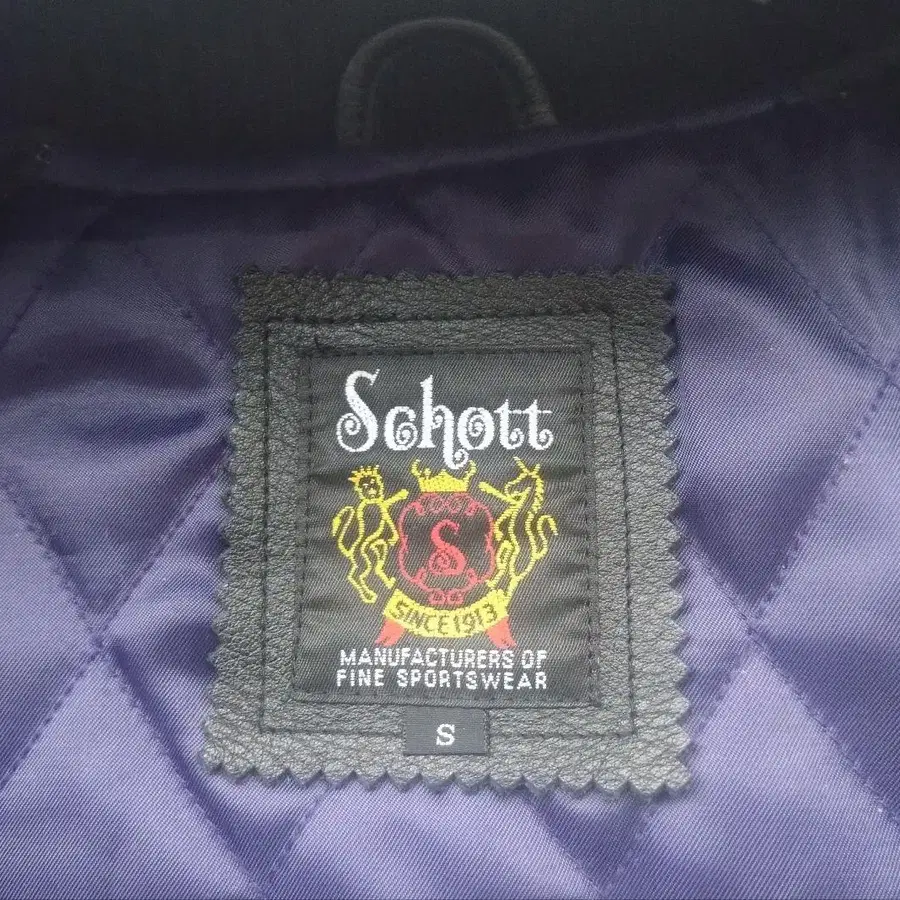 Schott
S
SINCE 1913
MANUFACTURERS OF
FINE SPORTSWEAR
S